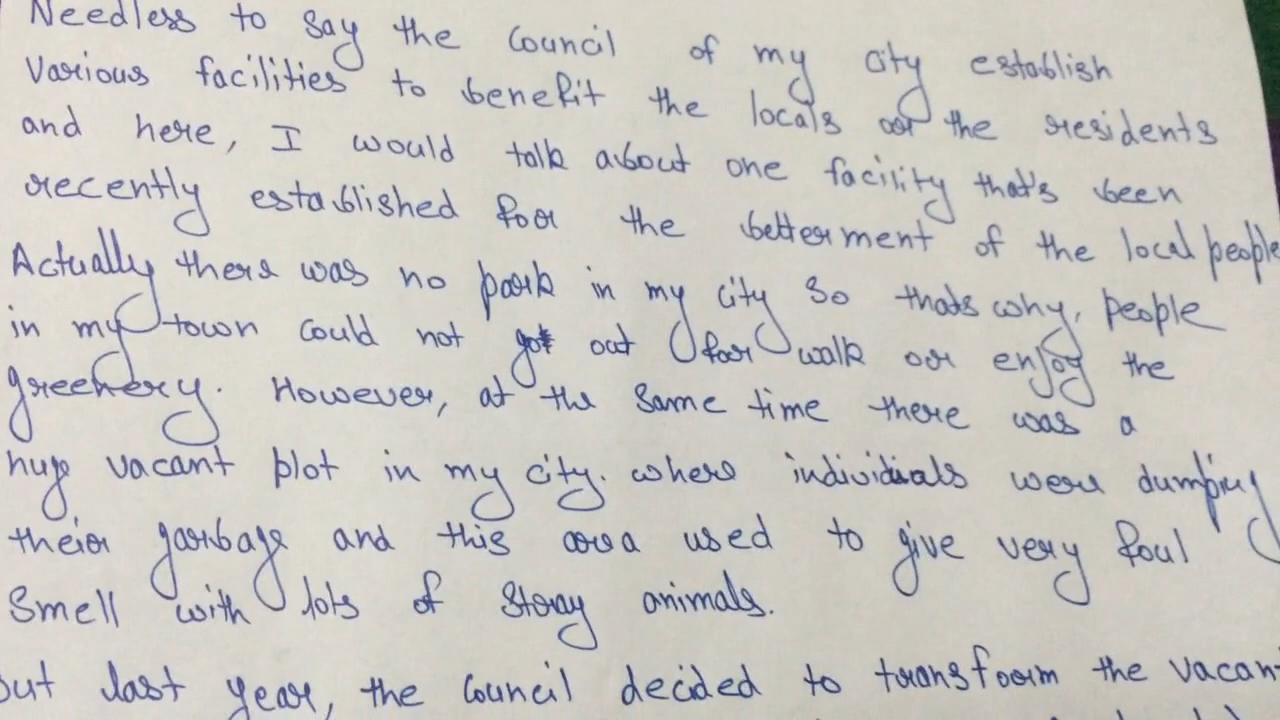 Needless to say the Council of my city establish
Various facilities to benefit the locals or the residents
and here, I would talk about one facility that's been
recently established for the betterment of the local people
Actually there was no park in my city So thats why, people
in my town could not got out for walk or enjoy the
greenery. However, at the same time there was a
huge vacant plot in my city. where individials were dumping
their garbage and this area used to give very foul
Smell with lots of stray animals.
but last year, the Council decided to transform the vacant